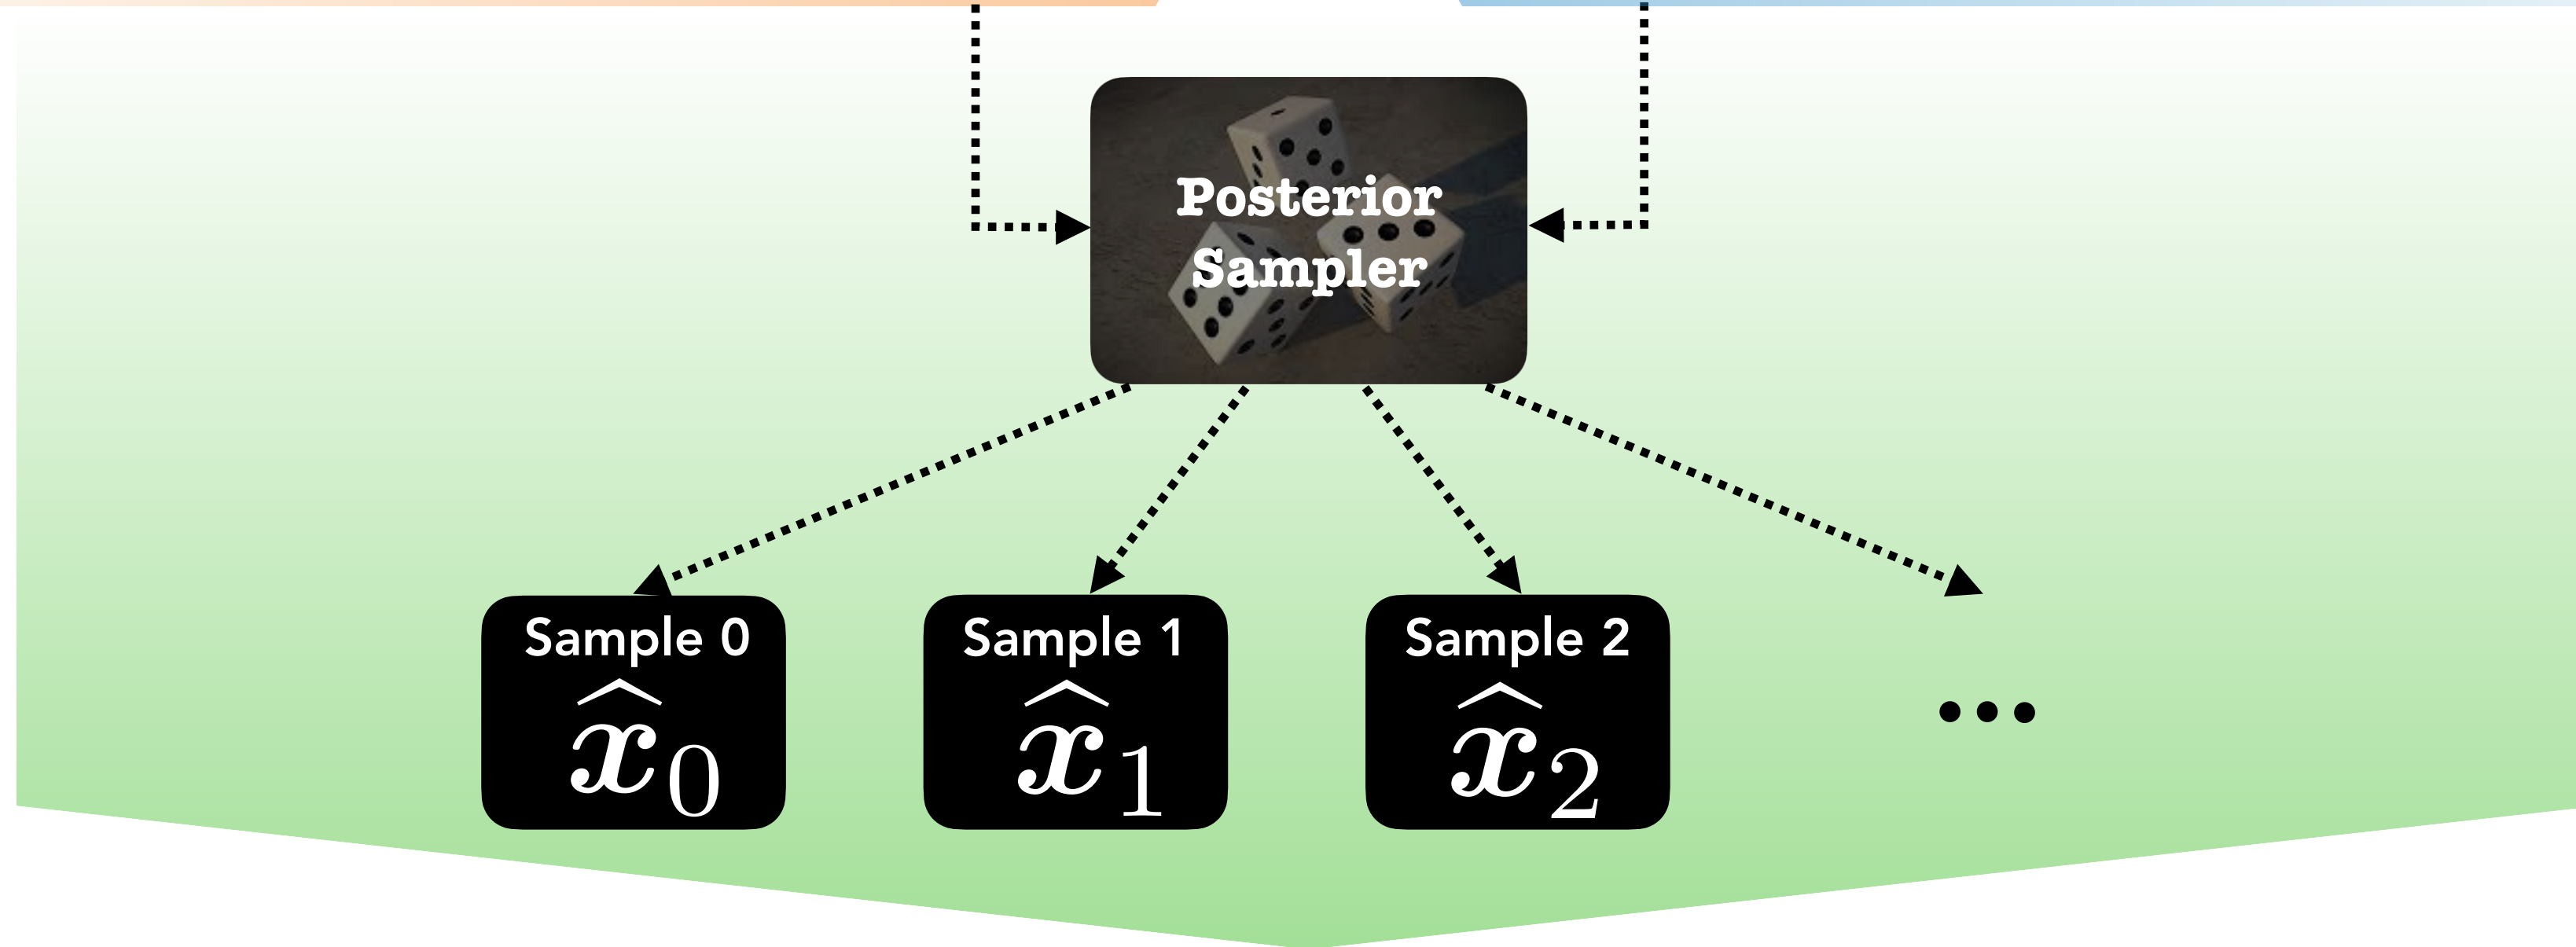 Posterior
Sampler
Sample 0
Sample 1
Sample 2
x̂₀
x̂₁
x̂₂
•••